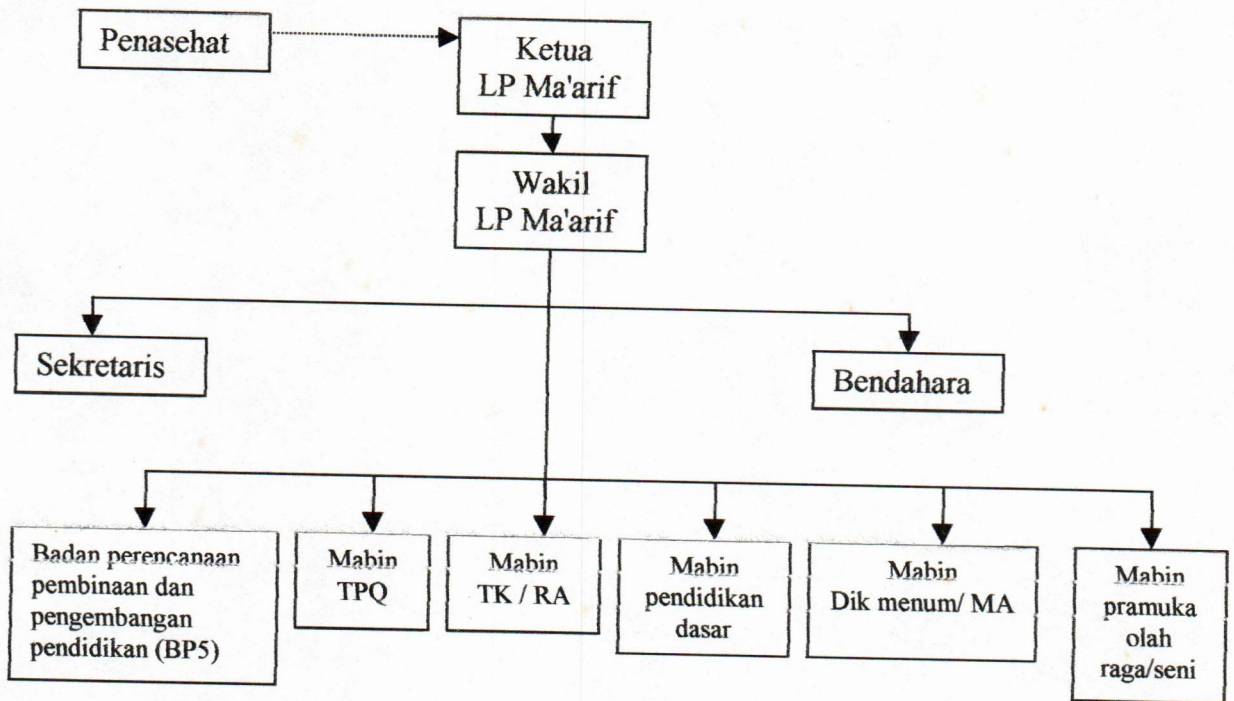 Penasehat
Ketua
LP Ma'arif
Wakil
LP Ma'arif
Sekretaris
Bendahara
Badan perencanaan
pembinaan dan
pengembangan
pendidikan (BP5)
Mabin
TPQ
Mabin
TK / RA
Mabin
pendidikan
dasar
Mabin
Dik menum/ MA
Mabin
pramuka
olah
raga/seni